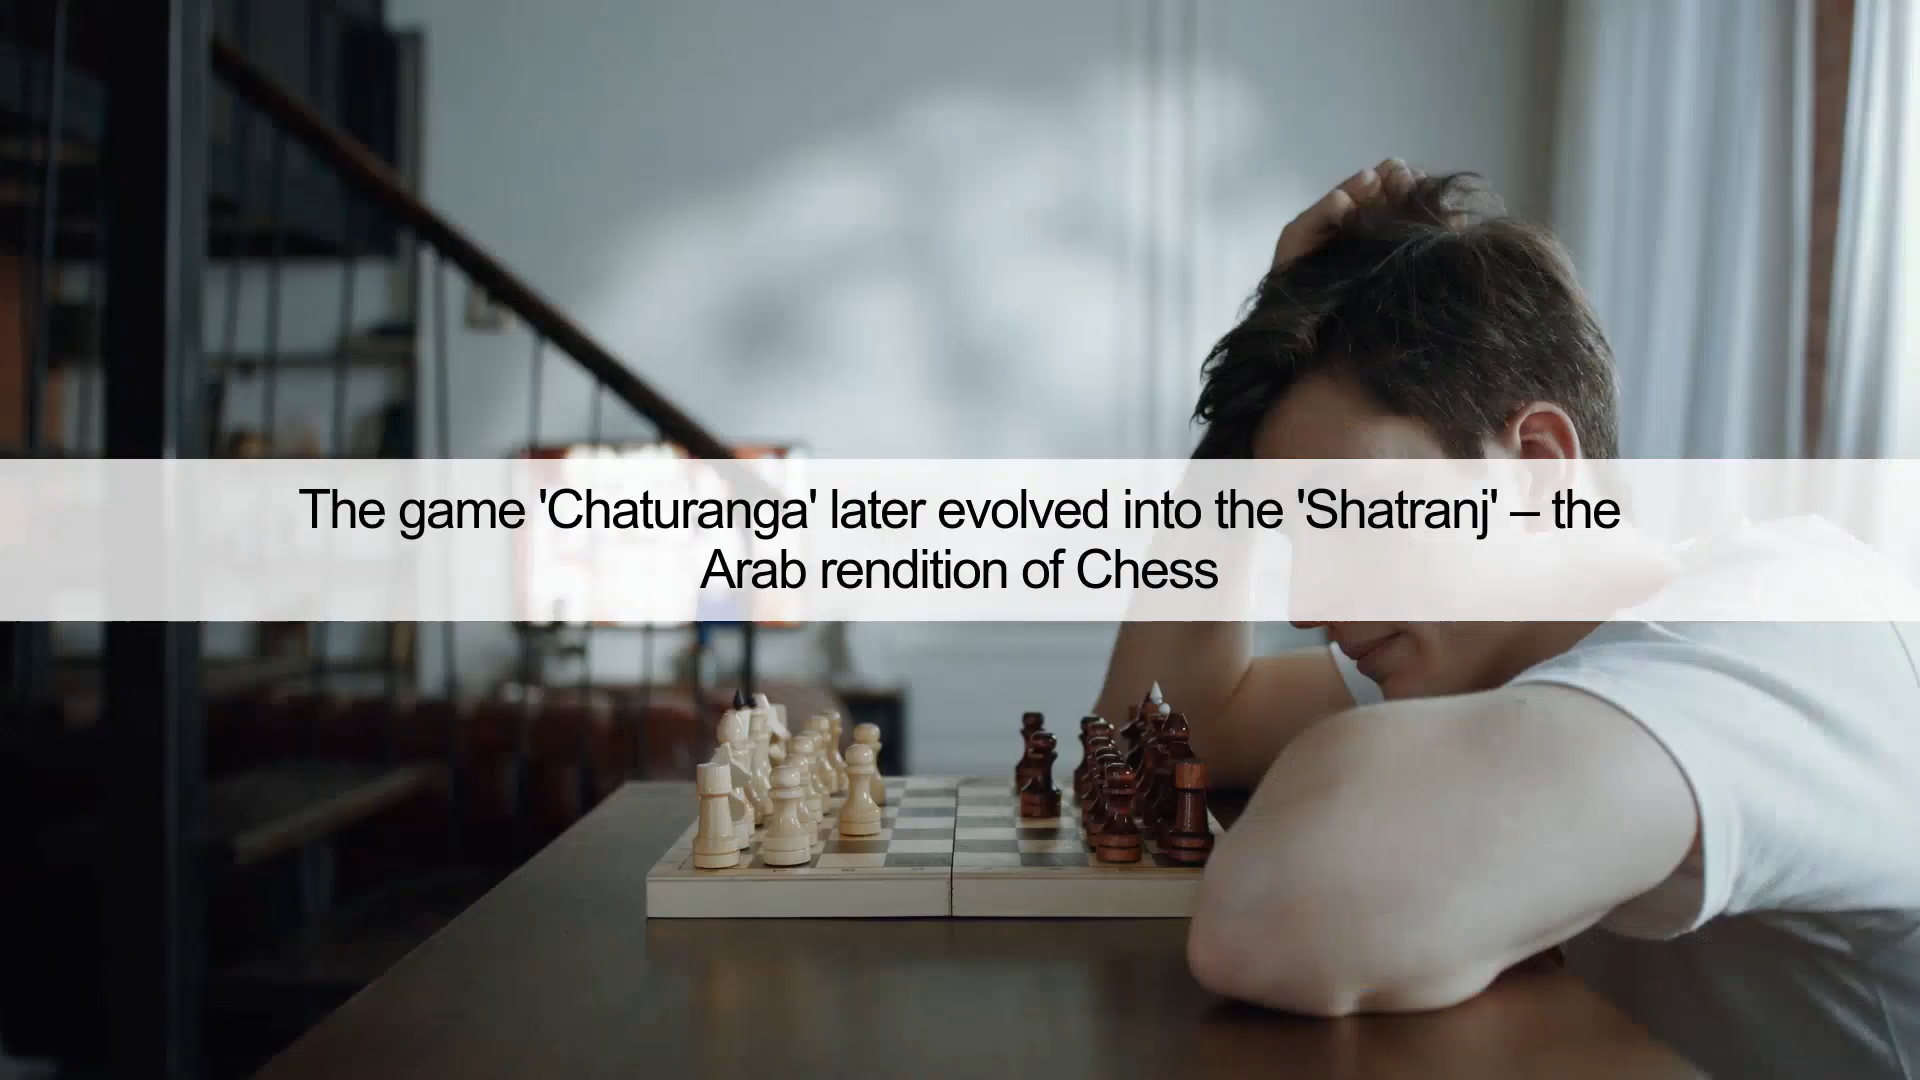 The game 'Chaturanga' later evolved into the 'Shatranj' – the
Arab rendition of Chess